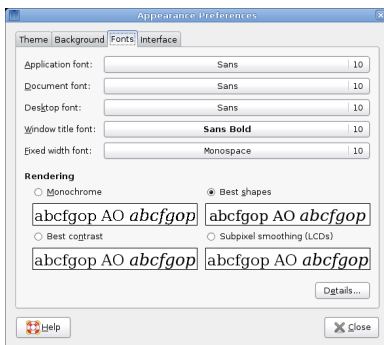 Appearance Preferences
Theme Background Fonts Interface
Application font: Sans 10
Document font: Sans 10
Desktop font: Sans 10
Window title font: Sans Bold 10
Fixed width font: Monospace 10
Rendering
Monochrome Best shapes
abcfgop AO abcfgop abcfgop AO abcfgop
Best contrast Subpixel smoothing (LCDs)
abcfgop AO abcfgop abcfgop AO abcfgop
Details...
Help Close